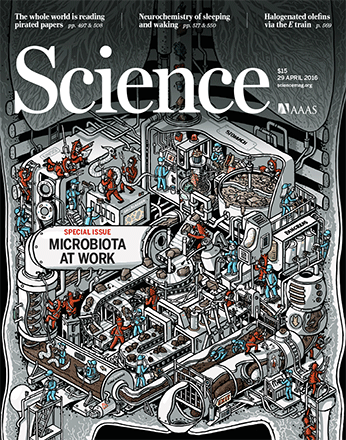 The whole world is reading
pirated papers pp. 497 & 508
Neurochemistry of sleeping
and waking pp. 517 & 550
Halogenated olefins
via the E train p. 569
Science
$15
29 APRIL 2016
sciencemag.org
AAAS
STOMACH
SPECIAL ISSUE
MICROBIOTA
AT WORK